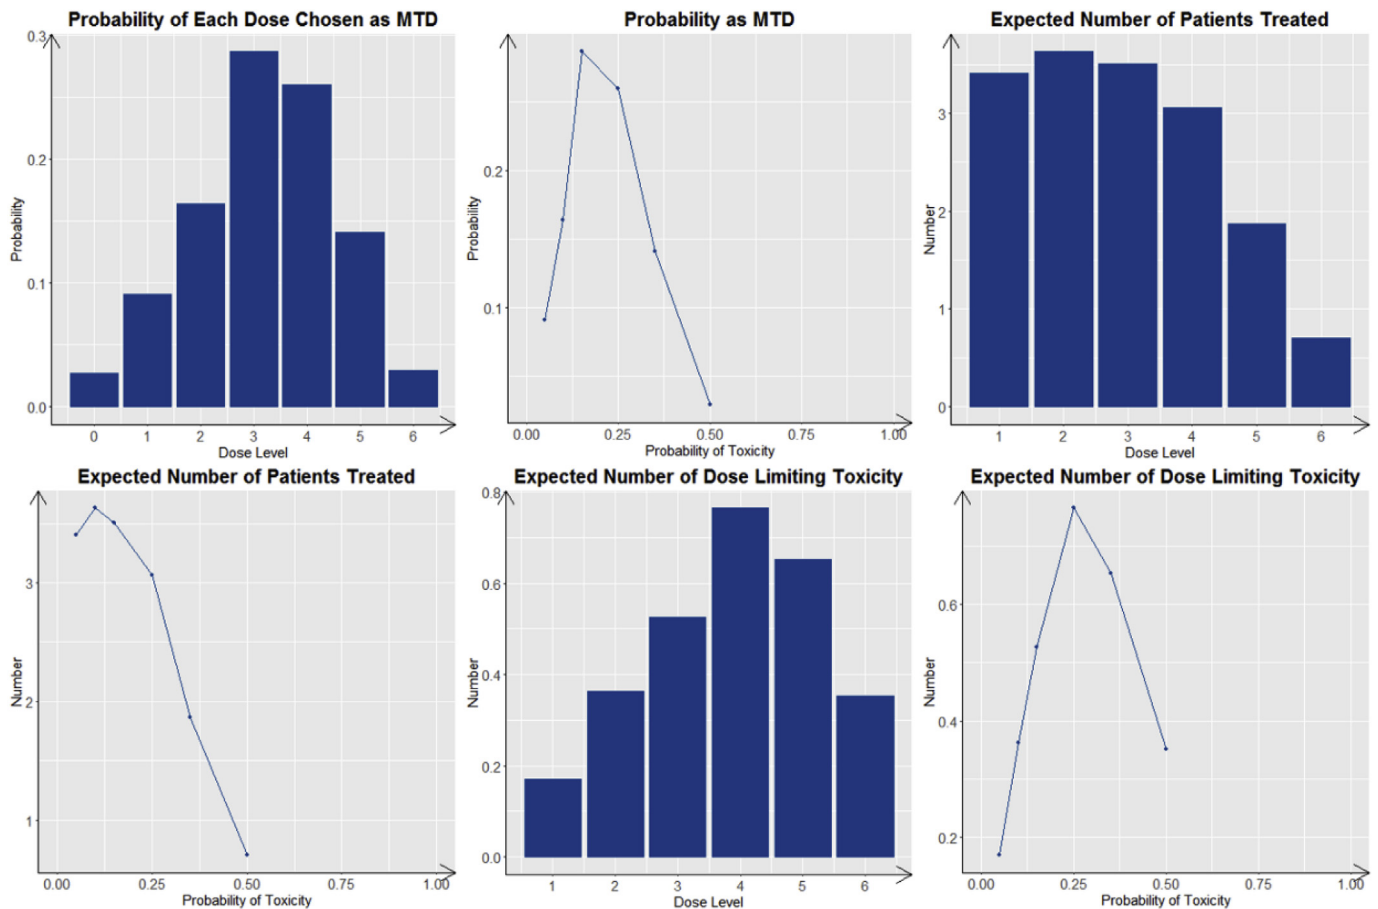 Probability of Each Dose Chosen as MTD
0.3
0.2
0.1
0.0
Probability
0 1 2 3 4 5 6
Dose Level
Probability as MTD
0.2
0.1
Probability
0.00 0.25 0.50 0.75 1.00
Probability of Toxicity
Expected Number of Patients Treated
3
2
1
0
Number
1 2 3 4 5 6
Dose Level
Expected Number of Patients Treated
3
2
1
Number
0.00 0.25 0.50 0.75 1.00
Probability of Toxicity
Expected Number of Dose Limiting Toxicity
0.8
0.6
0.4
0.2
0.0
Number
1 2 3 4 5 6
Dose Level
Expected Number of Dose Limiting Toxicity
0.6
0.4
0.2
Number
0.00 0.25 0.50 0.75 1.00
Probability of Toxicity